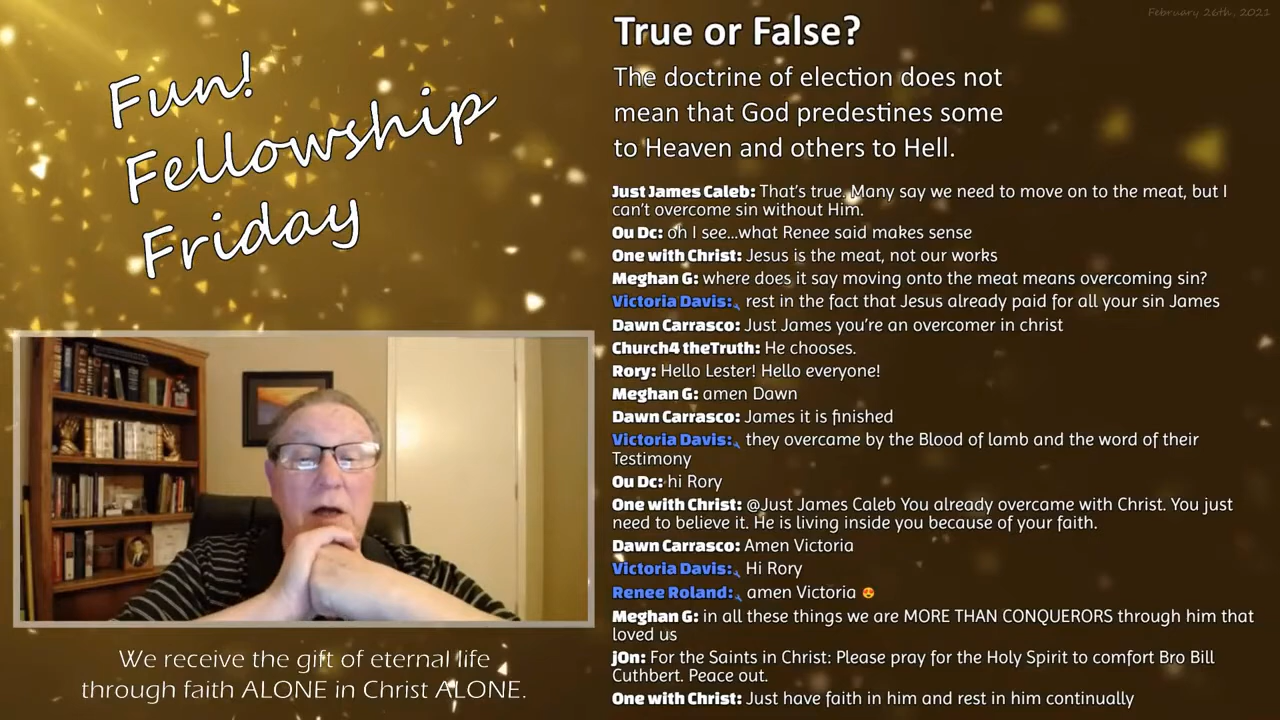 February 26th, 2021
Fun!
Fellowship
Friday
True or False?
The doctrine of election does not
mean that God predestines some
to Heaven and others to Hell.
Just James Caleb: That's true. Many say we need to move on to the meat, but I
can't overcome sin without Him.
Ou Dc: oh I see...what Renee said makes sense
One with Christ: Jesus is the meat, not our works
Meghan G: where does it say moving onto the meat means overcoming sin?
Victoria Davis: rest in the fact that Jesus already paid for all your sin James
Dawn Carrasco: Just James you're an overcomer in christ
Church4 theTruth: He chooses.
Rory: Hello Lester! Hello everyone!
Meghan G: amen Dawn
Dawn Carrasco: James it is finished
Victoria Davis: they overcame by the Blood of lamb and the word of their
Testimony
Ou Dc: hi Rory
One with Christ: @Just James Caleb You already overcame with Christ. You just
need to believe it. He is living inside you because of your faith.
Dawn Carrasco: Amen Victoria
Victoria Davis: Hi Rory
Renee Roland: amen Victoria 😍
Meghan G: in all these things we are MORE THAN CONQUERORS through him that
loved us
jOn: For the Saints in Christ: Please pray for the Holy Spirit to comfort Bro Bill
Cuthbert. Peace out.
One with Christ: Just have faith in him and rest in him continually
We receive the gift of eternal life
through faith ALONE in Christ ALONE.